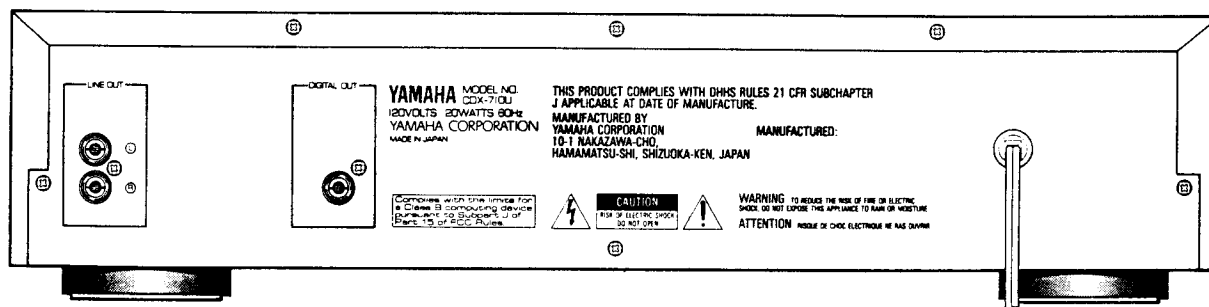 LINE OUT
L
R
DIGITAL OUT
YAMAHA MODEL NO.
CDX-710U
120VOLTS 20WATTS 60Hz
YAMAHA CORPORATION
MADE IN JAPAN
THIS PRODUCT COMPLIES WITH DHHS RULES 21 CFR SUBCHAPTER
J APPLICABLE AT DATE OF MANUFACTURE.
MANUFACTURED BY
YAMAHA CORPORATION
10-1 NAKAZAWA-CHO,
HAMAMATSU-SHI, SHIZUOKA-KEN, JAPAN
MANUFACTURED:
Complies with the limits for
a Class B computing device
pursuant to Subpart J of
Part 15 of FCC Rules.
CAUTION
RISK OF ELECTRIC SHOCK
DO NOT OPEN
WARNING TO REDUCE THE RISK OF FIRE OR ELECTRIC
SHOCK, DO NOT EXPOSE THIS APPLIANCE TO RAIN OR MOISTURE
ATTENTION RISQUE DE CHOC ELECTRIQUE NE RAS OUVRIR